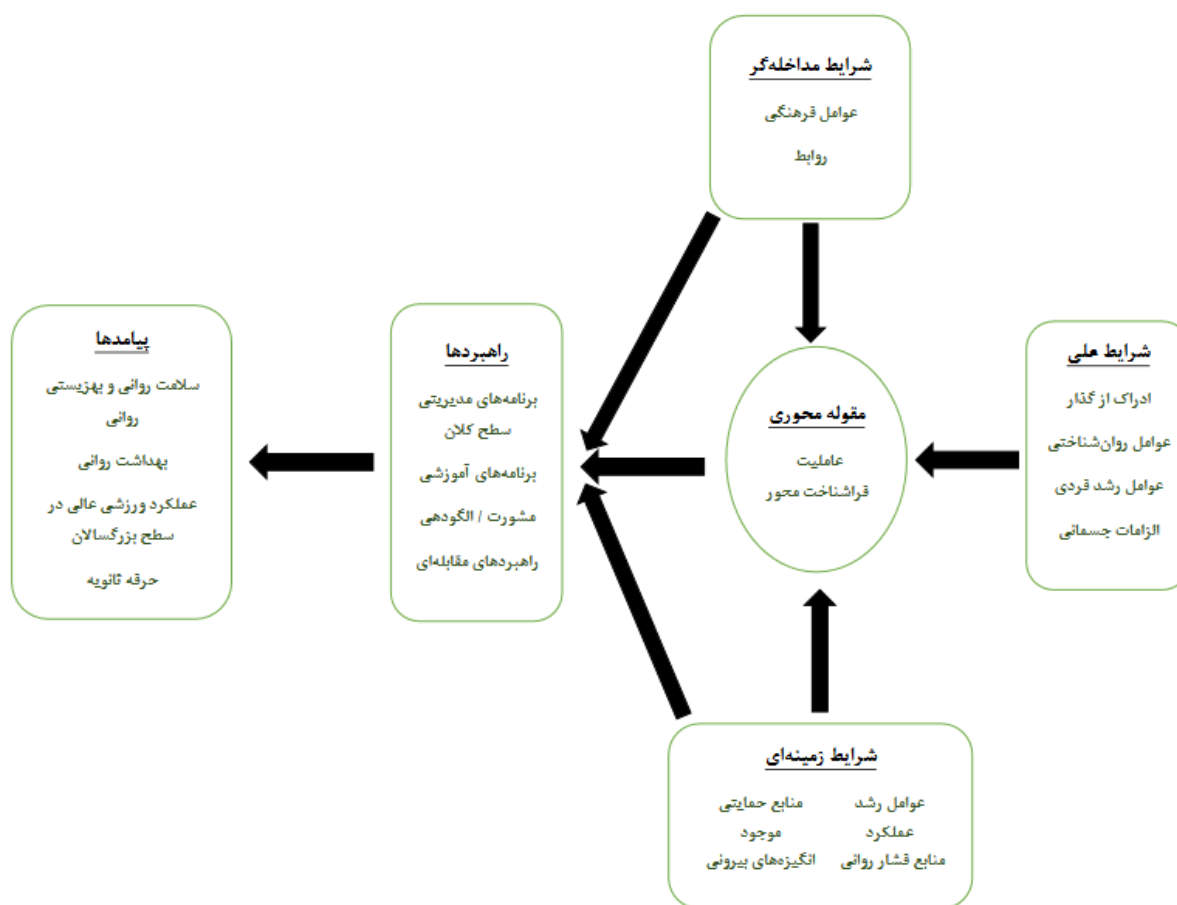 شرایط مداخله‌گر
عوامل فرهنگی
روابط
شرایط علی
ادراک از گذار
عوامل روان‌شناختی
عوامل رشد فردی
الزامات جسمانی
مقوله محوری
عاملیت
فراشناخت محور
راهبردها
برنامه‌های مدیریتی
سطح کلان
برنامه‌های آموزشی
مشورت / الگودهی
راهبردهای مقابله‌ای
پیامدها
سلامت روانی و بهزیستی
روانی
بهداشت روانی
عملکرد ورزشی عالی در
سطح بزرگسالان
حرفه ثانویه
شرایط زمینه‌ای
عوامل رشد
عملکرد
منابع فشار روانی
منابع حمایتی
موجود
انگیزه‌های بیرونی